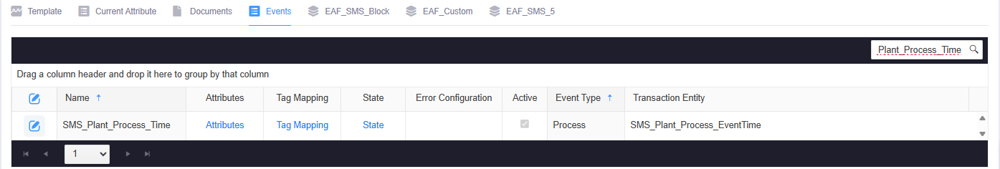 Template Current Attribute Documents Events EAF_SMS_Block EAF_Custom EAF_SMS_5
Plant_Process_Time
Drag a column header and drop it here to group by that column
Name ↑ Attributes Tag Mapping State Error Configuration Active Event Type ↑ Transaction Entity
SMS_Plant_Process_Time Attributes Tag Mapping State Process SMS_Plant_Process_EventTime
1